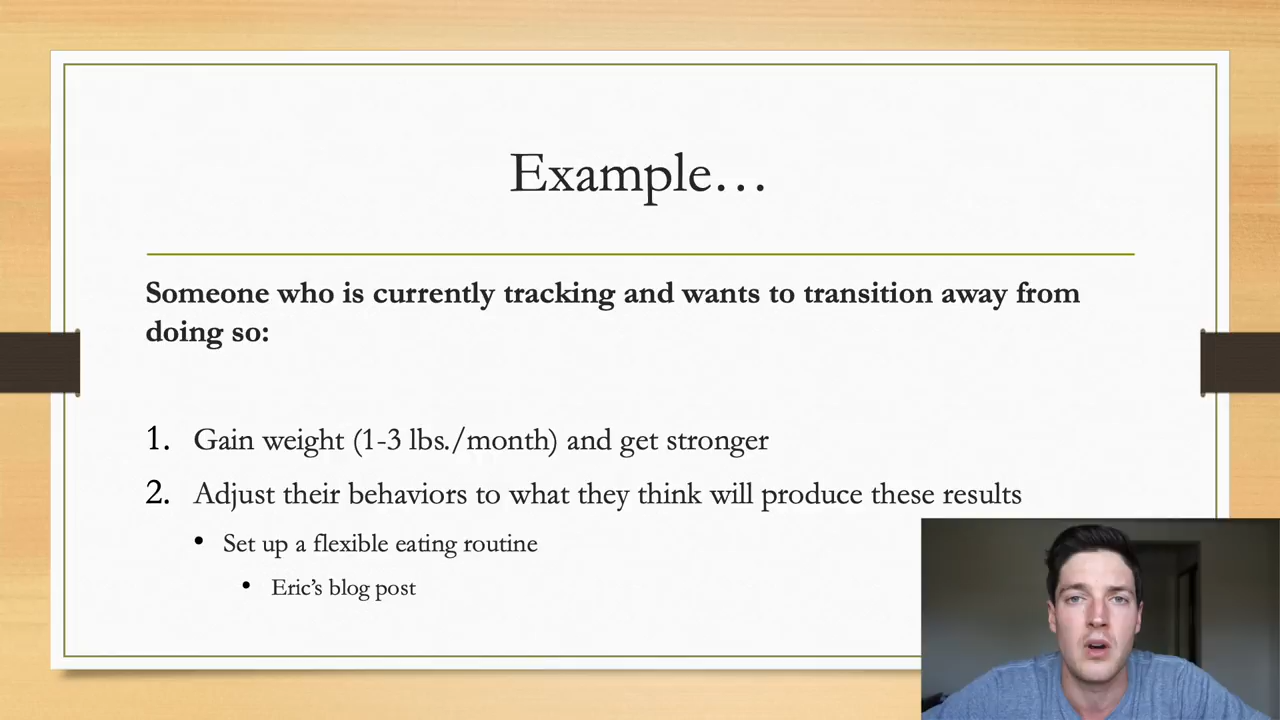 Example…
Someone who is currently tracking and wants to transition away from
doing so:
1. Gain weight (1-3 lbs./month) and get stronger
2. Adjust their behaviors to what they think will produce these results
• Set up a flexible eating routine
• Eric’s blog post